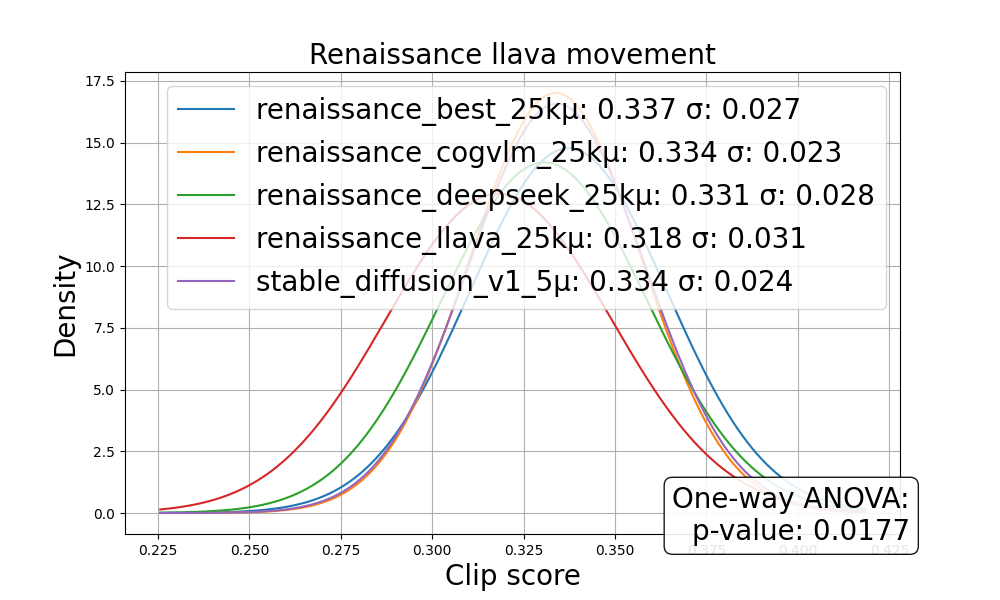 Renaissance llava movement
17.5
15.0
12.5
10.0
7.5
5.0
2.5
0.0
Density
renaissance_best_25kμ: 0.337 σ: 0.027
renaissance_cogvlm_25kμ: 0.334 σ: 0.023
renaissance_deepseek_25kμ: 0.331 σ: 0.028
renaissance_llava_25kμ: 0.318 σ: 0.031
stable_diffusion_v1_5μ: 0.334 σ: 0.024
One-way ANOVA:
p-value: 0.0177
0.225 0.250 0.275 0.300 0.325 0.350 0.375 0.400 0.425
Clip score